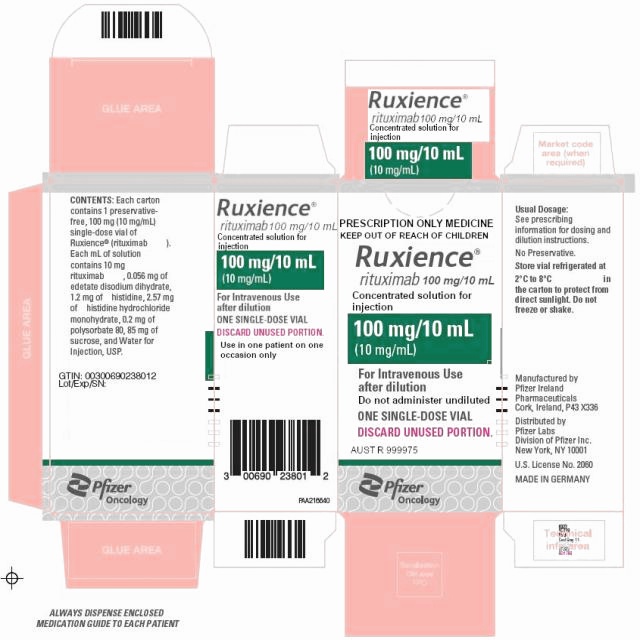 GLUE AREA
CONTENTS: Each carton
contains 1 preservative-
free, 100 mg (10 mg/mL)
single-dose vial of
Ruxience® (rituximab ).
Each mL of solution
contains 10 mg
rituximab , 0.056 mg of
edetate disodium dihydrate,
1.2 mg of histidine, 2.57 mg
of histidine hydrochloride
monohydrate, 0.2 mg of
polysorbate 80, 85 mg of
sucrose, and Water for
Injection, USP.
GTIN: 00300690238012
Lot/Exp/SN:
GLUE AREA
Pfizer
Oncology
GLUE AREA
ALWAYS DISPENSE ENCLOSED
MEDICATION GUIDE TO EACH PATIENT
Ruxience®
rituximab 100 mg/10 mL
Concentrated solution for
injection
100 mg/10 mL
(10 mg/mL)
For Intravenous Use
after dilution
ONE SINGLE-DOSE VIAL
DISCARD UNUSED PORTION.
Use in one patient on one
occasion only
3 00690 23801 2
PAA216640
Ruxience®
rituximab 100 mg/10 mL
Concentrated solution for
injection
100 mg/10 mL
(10 mg/mL)
PRESCRIPTION ONLY MEDICINE
KEEP OUT OF REACH OF CHILDREN
Ruxience®
rituximab 100 mg/10 mL
Concentrated solution for
injection
100 mg/10 mL
(10 mg/mL)
For Intravenous Use
after dilution
Do not administer undiluted
ONE SINGLE-DOSE VIAL
DISCARD UNUSED PORTION.
AUST R 999975
Pfizer
Oncology
Market code
area (when
required)
Usual Dosage:
See prescribing
information for dosing and
dilution instructions.
No Preservative.
Store vial refrigerated at
2°C to 8°C in
the carton to protect from
direct sunlight. Do not
freeze or shake.
Manufactured by
Pfizer Ireland
Pharmaceuticals
Cork, Ireland, P43 X336
Distributed by
Pfizer Labs
Division of Pfizer Inc.
New York, NY 10001
U.S. License No. 2060
MADE IN GERMANY
Technical
info area